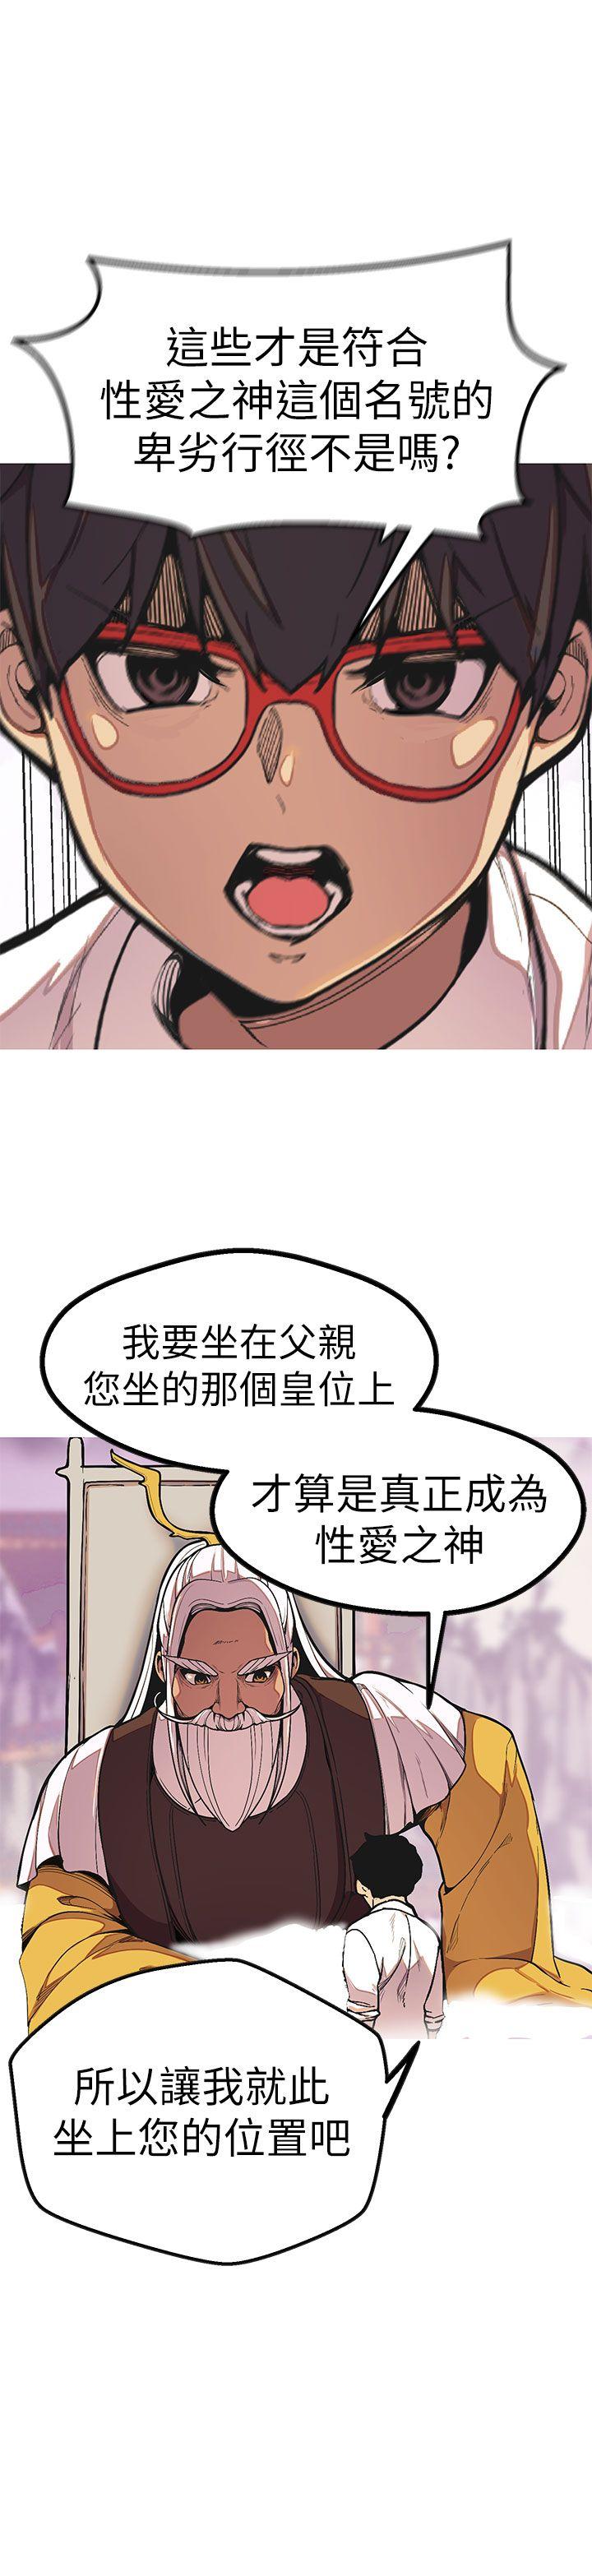 這些才是符合
性愛之神這個名號的
卑劣行徑不是嗎?
我要坐在父親
您坐的那個皇位上
才算是真正成為
性愛之神
所以讓我就此
坐上您的位置吧